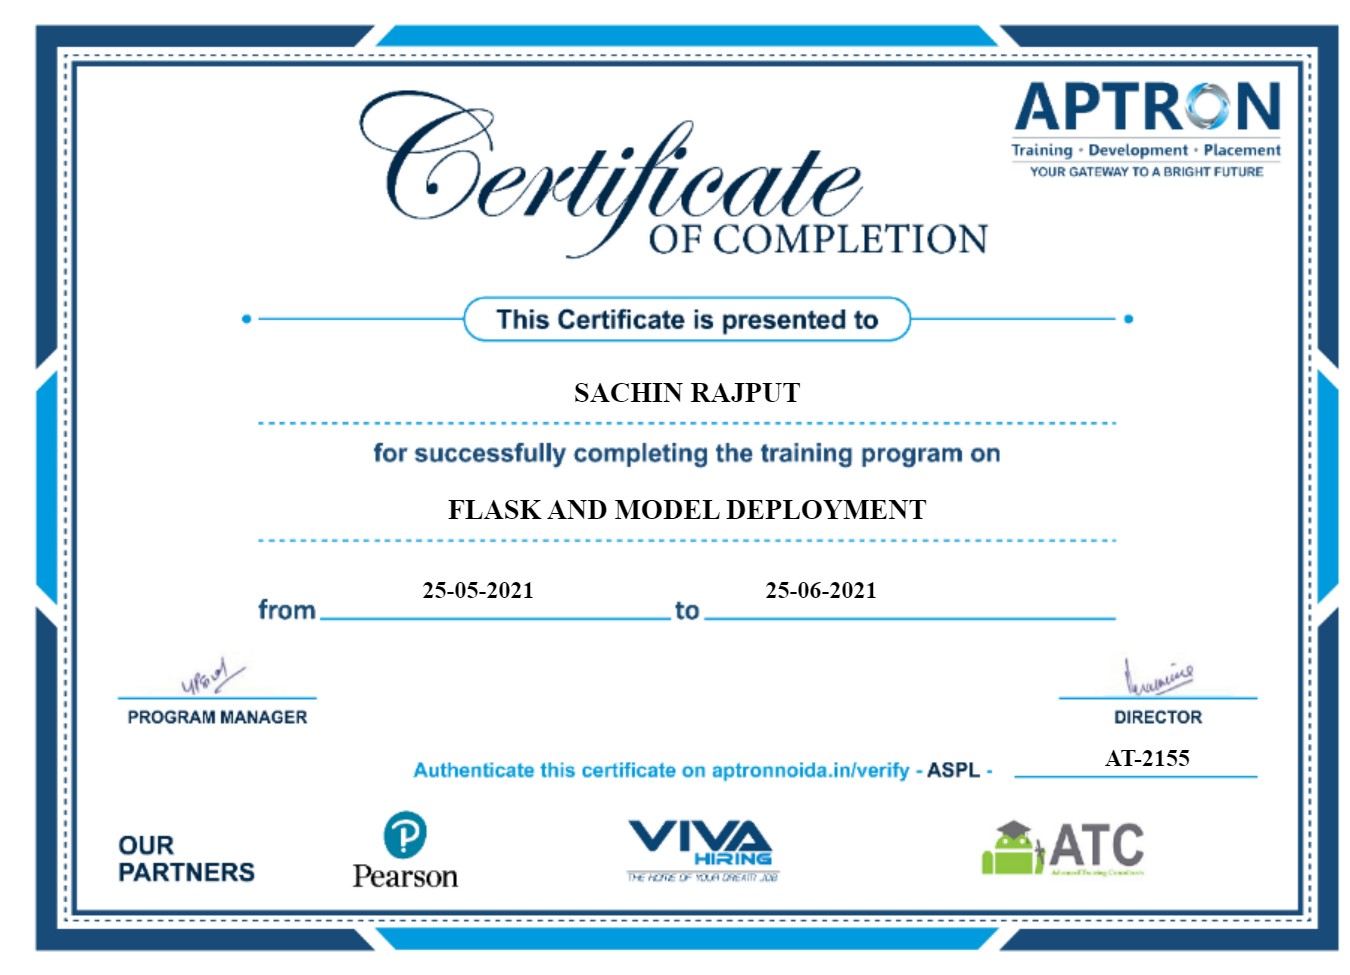 Certificate
OF COMPLETION
APTRON
Training • Development • Placement
YOUR GATEWAY TO A BRIGHT FUTURE
This Certificate is presented to
SACHIN RAJPUT
for successfully completing the training program on
FLASK AND MODEL DEPLOYMENT
from 25-05-2021 to 25-06-2021
PROGRAM MANAGER
DIRECTOR
Authenticate this certificate on aptronnoida.in/verify - ASPL - AT-2155
OUR
PARTNERS
P
Pearson
VIVA
HIRING
THE HOME OF YOUR DREAM JOB
ATC